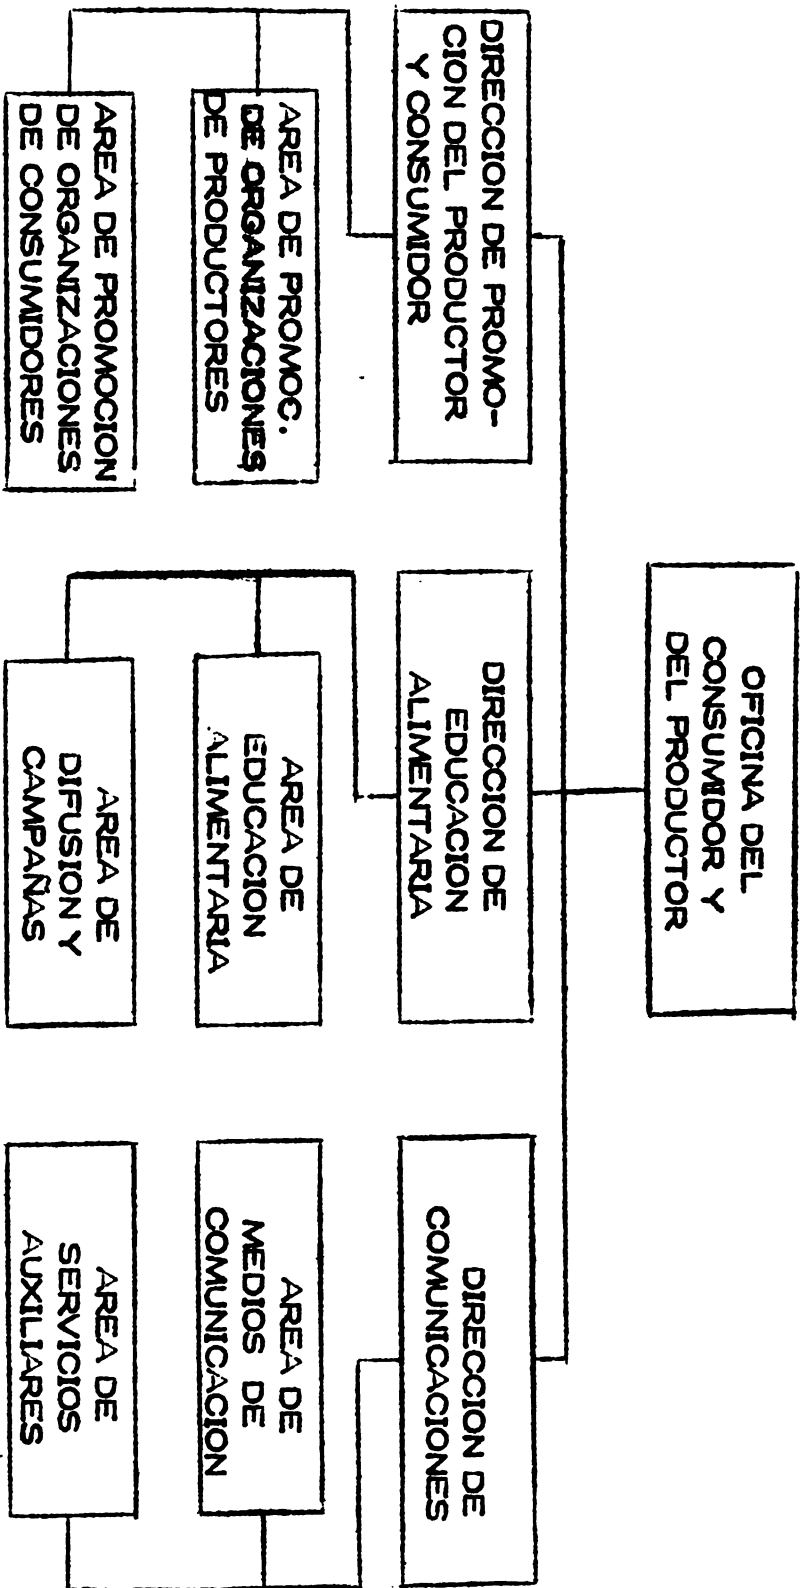 OFICINA DEL
CONSUMIDOR Y
DEL PRODUCTOR
DIRECCION DE PROMO-
CION DEL PRODUCTOR
Y CONSUMIDOR
DIRECCION DE
EDUCACION
ALIMENTARIA
DIRECCION DE
COMUNICACIONES
AREA DE PROMOC.
DE ORGANIZACIONES
DE PRODUCTORES
AREA DE
EDUCACION
ALIMENTARIA
AREA DE
MEDIOS DE
COMUNICACION
AREA DE PROMOCION
DE ORGANIZACIONES
DE CONSUMIDORES
AREA DE
DIFUSION Y
CAMPAÑAS
AREA DE
SERVICIOS
AUXILIARES